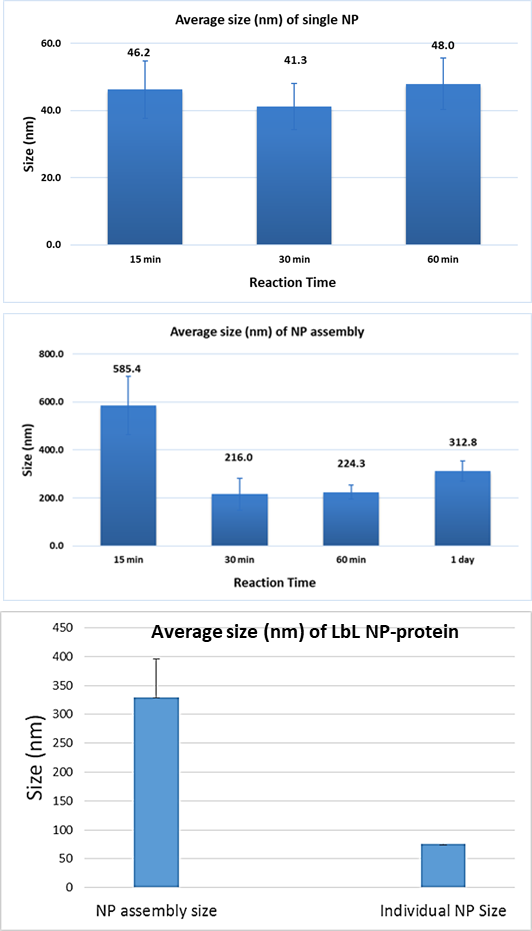 Average size (nm) of single NP
60.0
46.2
41.3
48.0
40.0
20.0
0.0
Size (nm)
15 min 30 min 60 min
Reaction Time
Average size (nm) of NP assembly
800.0
585.4
600.0
400.0
216.0
224.3
312.8
200.0
0.0
Size (nm)
15 min 30 min 60 min 1 day
Reaction Time
Average size (nm) of LbL NP-protein
450
400
350
300
250
200
150
100
50
0
Size (nm)
NP assembly size Individual NP Size